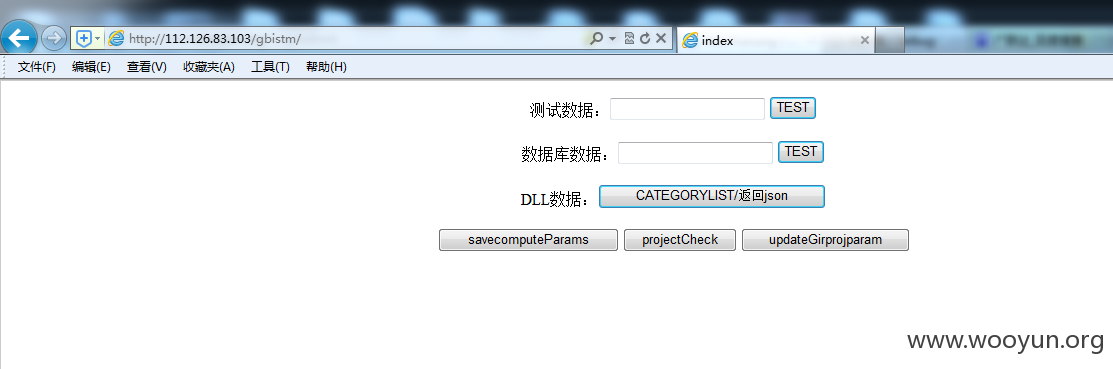 http://112.126.83.103/gbistm/ index
文件(F) 编辑(E) 查看(V) 收藏夹(A) 工具(T) 帮助(H)
测试数据： TEST
数据库数据： TEST
DLL数据： CATEGORYLIST/返回json
savecomputeParams projectCheck updateGirprojparam
www.wooyun.org